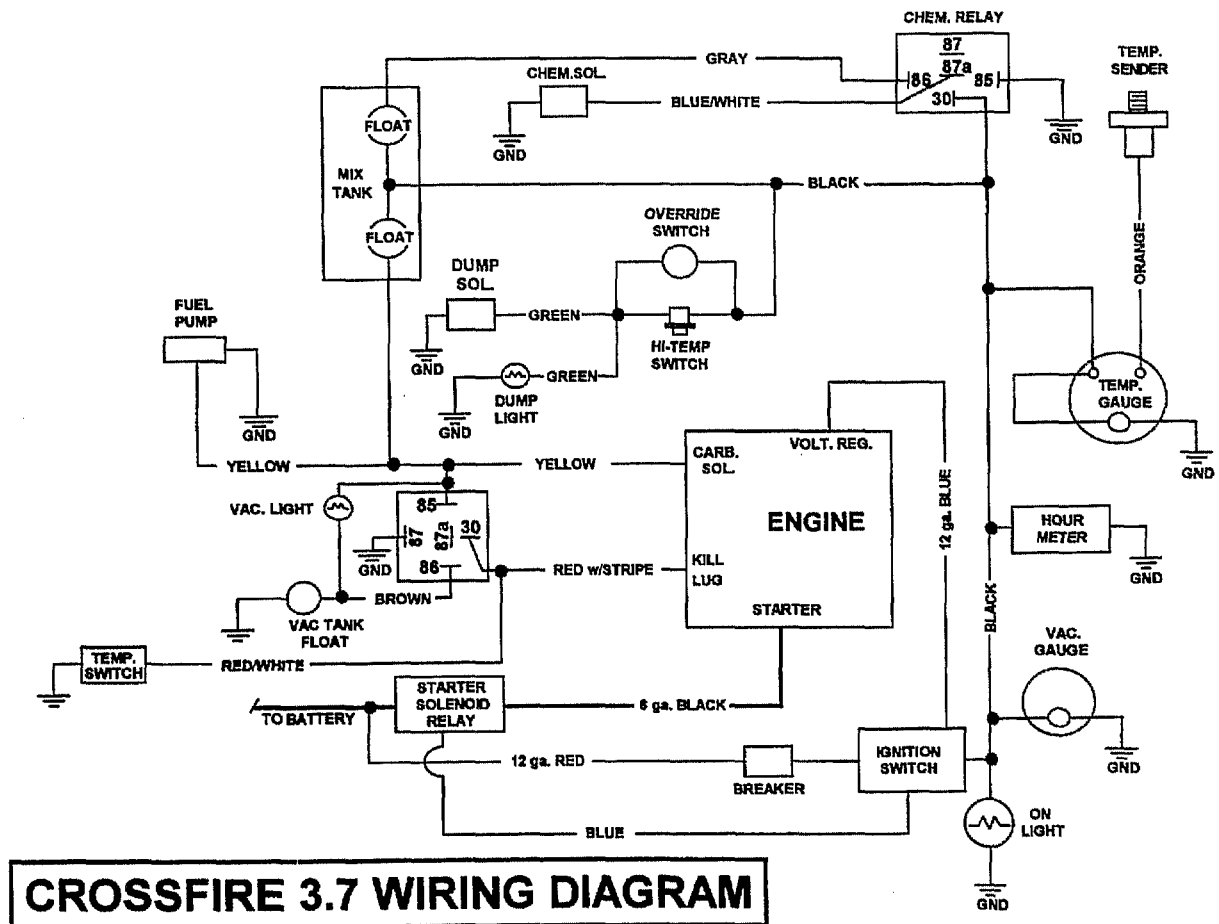 CHEM. RELAY
87
87a
86
85
30
GND
TEMP.
SENDER
GRAY
CHEM.SOL.
BLUE/WHITE
GND
FLOAT
MIX
TANK
FLOAT
BLACK
ORANGE
OVERRIDE
SWITCH
DUMP
SOL.
GREEN
GND
HI-TEMP
SWITCH
GREEN
DUMP
LIGHT
GND
FUEL
PUMP
GND
TEMP.
GAUGE
GND
YELLOW
YELLOW
CARB.
SOL.
VOLT. REG.
ENGINE
KILL
LUG
STARTER
12 ga. BLUE
VAC. LIGHT
85
87
87a
30
86
GND
RED w/STRIPE
BROWN
VAC TANK
FLOAT
HOUR
METER
GND
BLACK
TEMP.
SWITCH
RED/WHITE
VAC.
GAUGE
GND
STARTER
SOLENOID
RELAY
TO BATTERY
6 ga. BLACK
12 ga. RED
BREAKER
IGNITION
SWITCH
BLUE
ON
LIGHT
GND
CROSSFIRE 3.7 WIRING DIAGRAM